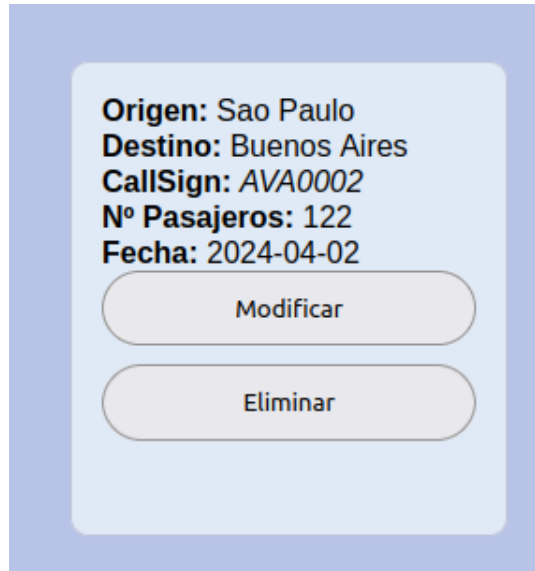 Origen: Sao Paulo
Destino: Buenos Aires
CallSign: AVA0002
Nº Pasajeros: 122
Fecha: 2024-04-02
Modificar
Eliminar